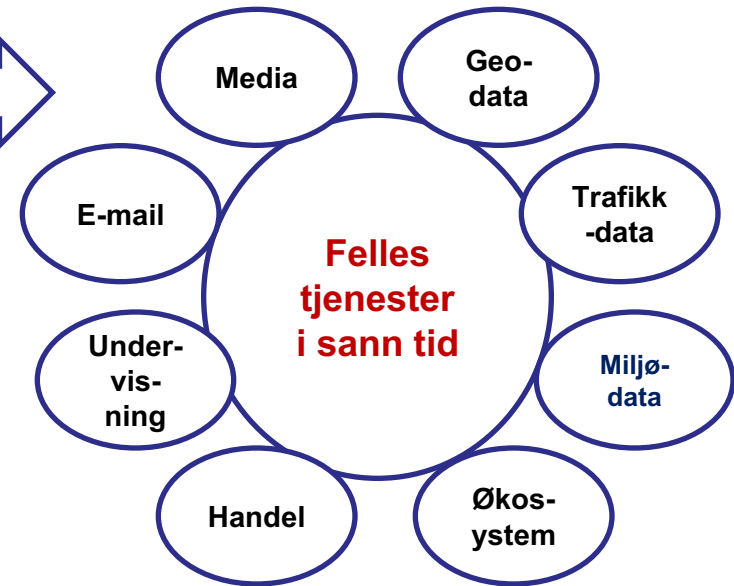 Media
Geo-
data
E-mail
Trafikk
-data
Felles
tjenester
i sann tid
Under-
vis-
ning
Miljø-
data
Handel
Økos-
ystem